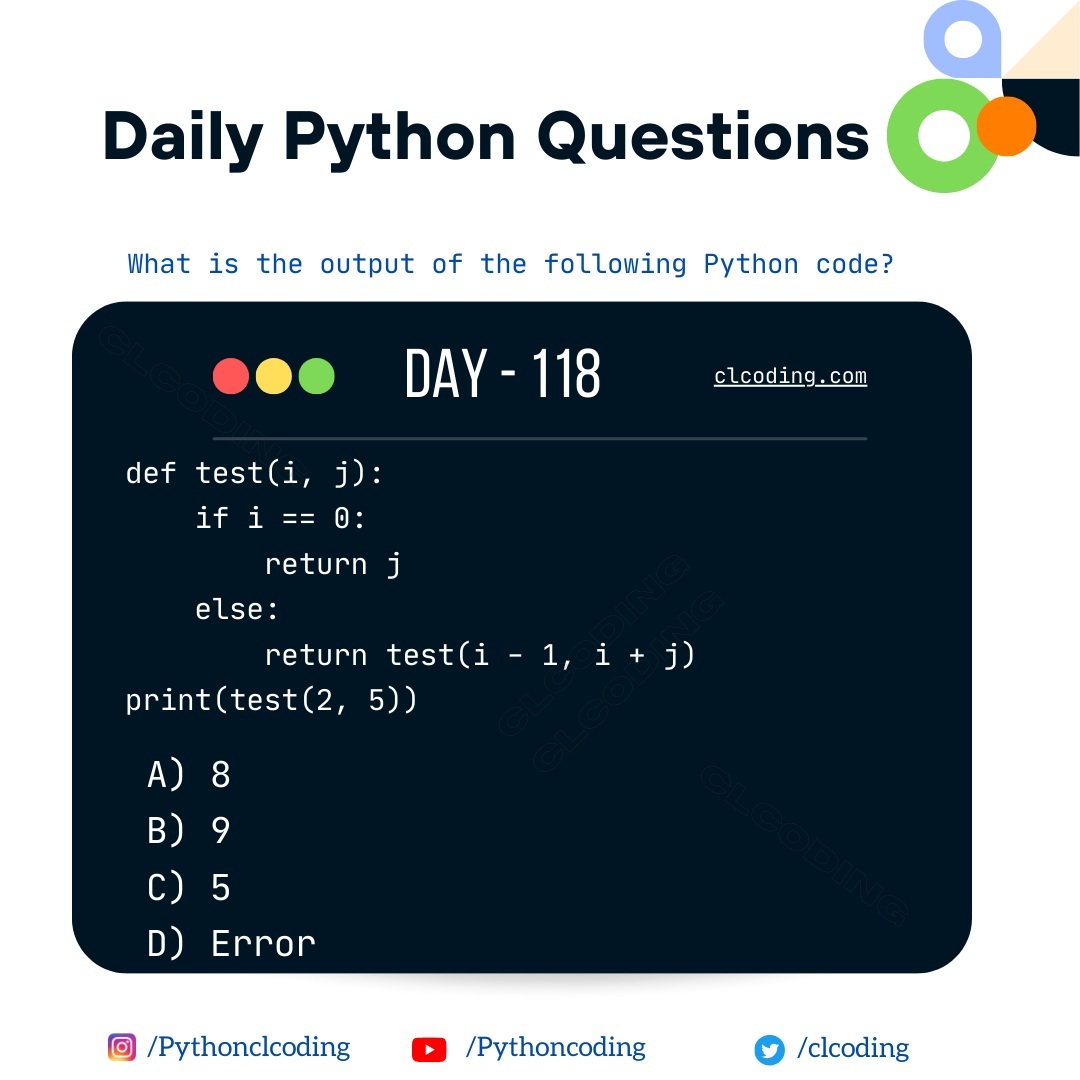 Daily Python Questions
What is the output of the following Python code?
DAY - 118
clcoding.com
def test(i, j):
    if i == 0:
        return j
    else:
        return test(i - 1, i + j)
print(test(2, 5))
A) 8
B) 9
C) 5
D) Error
CLCODING
CLCODING
CLCODING
CLCODING
/Pythonclcoding
/Pythoncoding
/clcoding